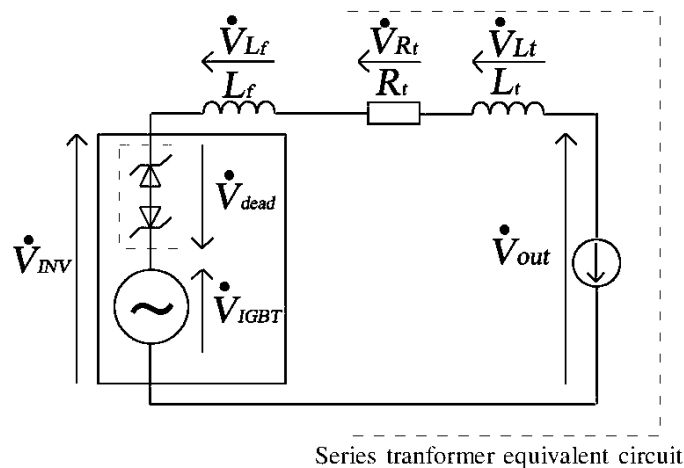 V̇Lf
V̇Rt
V̇Lt
Lf
Rt
Lt
V̇dead
V̇INV
V̇out
V̇IGBT
Series tranformer equivalent circuit